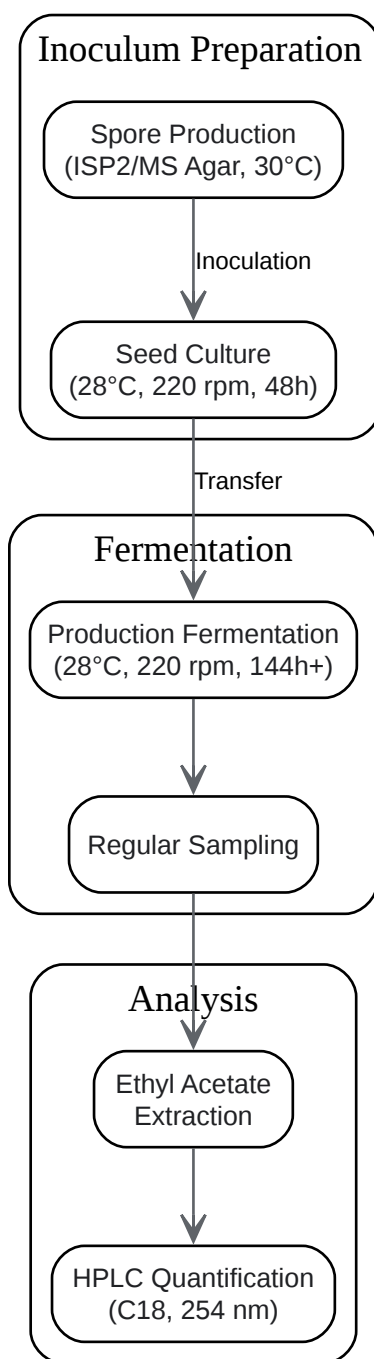 Inoculum Preparation
Spore Production
(ISP2/MS Agar, 30°C)
Inoculation
Seed Culture
(28°C, 220 rpm, 48h)
Transfer
Fermentation
Production Fermentation
(28°C, 220 rpm, 144h+)
Regular Sampling
Analysis
Ethyl Acetate
Extraction
HPLC Quantification
(C18, 254 nm)